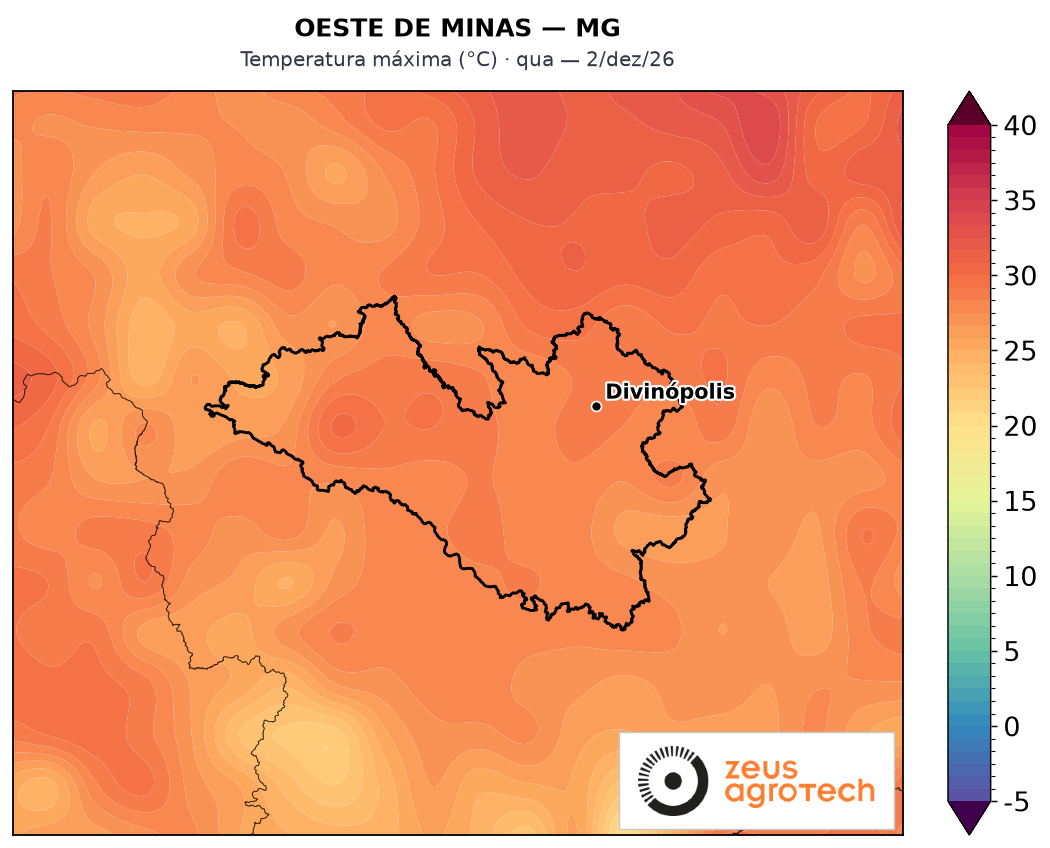 OESTE DE MINAS — MG
Temperatura máxima (°C) · qua — 2/dez/26
40
35
30
25
20
15
10
5
0
-5
Divinópolis
zeus
agrotech